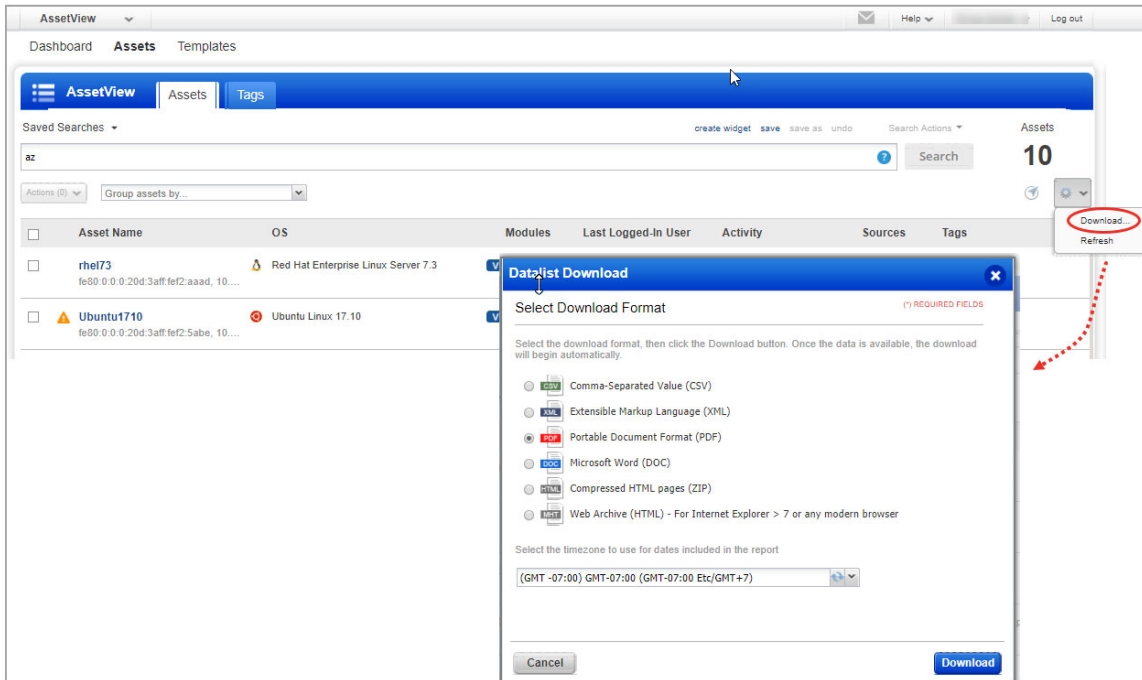 AssetView Help Log out
Dashboard Assets Templates
AssetView Assets Tags
Saved Searches create widget save save as undo Search Actions Assets
az ? Search 10
Actions (0) Group assets by...
Download...
Refresh
Asset Name OS Modules Last Logged-In User Activity Sources Tags
rhel73 Red Hat Enterprise Linux Server 7.3 V
fe80:0:0:0:20d:3aff:fef2:aaad, 10....
Ubuntu1710 Ubuntu Linux 17.10 V
fe80:0:0:0:20d:3aff:fef2:5abe, 10....
Datalist Download
Select Download Format (*) REQUIRED FIELDS
Select the download format, then click the Download button. Once the data is available, the download
will begin automatically.
CSV Comma-Separated Value (CSV)
XML Extensible Markup Language (XML)
PDF Portable Document Format (PDF)
DOC Microsoft Word (DOC)
HTML Compressed HTML pages (ZIP)
MHT Web Archive (HTML) - For Internet Explorer > 7 or any modern browser
Select the timezone to use for dates included in the report
(GMT -07:00) GMT-07:00 (GMT-07:00 Etc/GMT+7)
Cancel Download